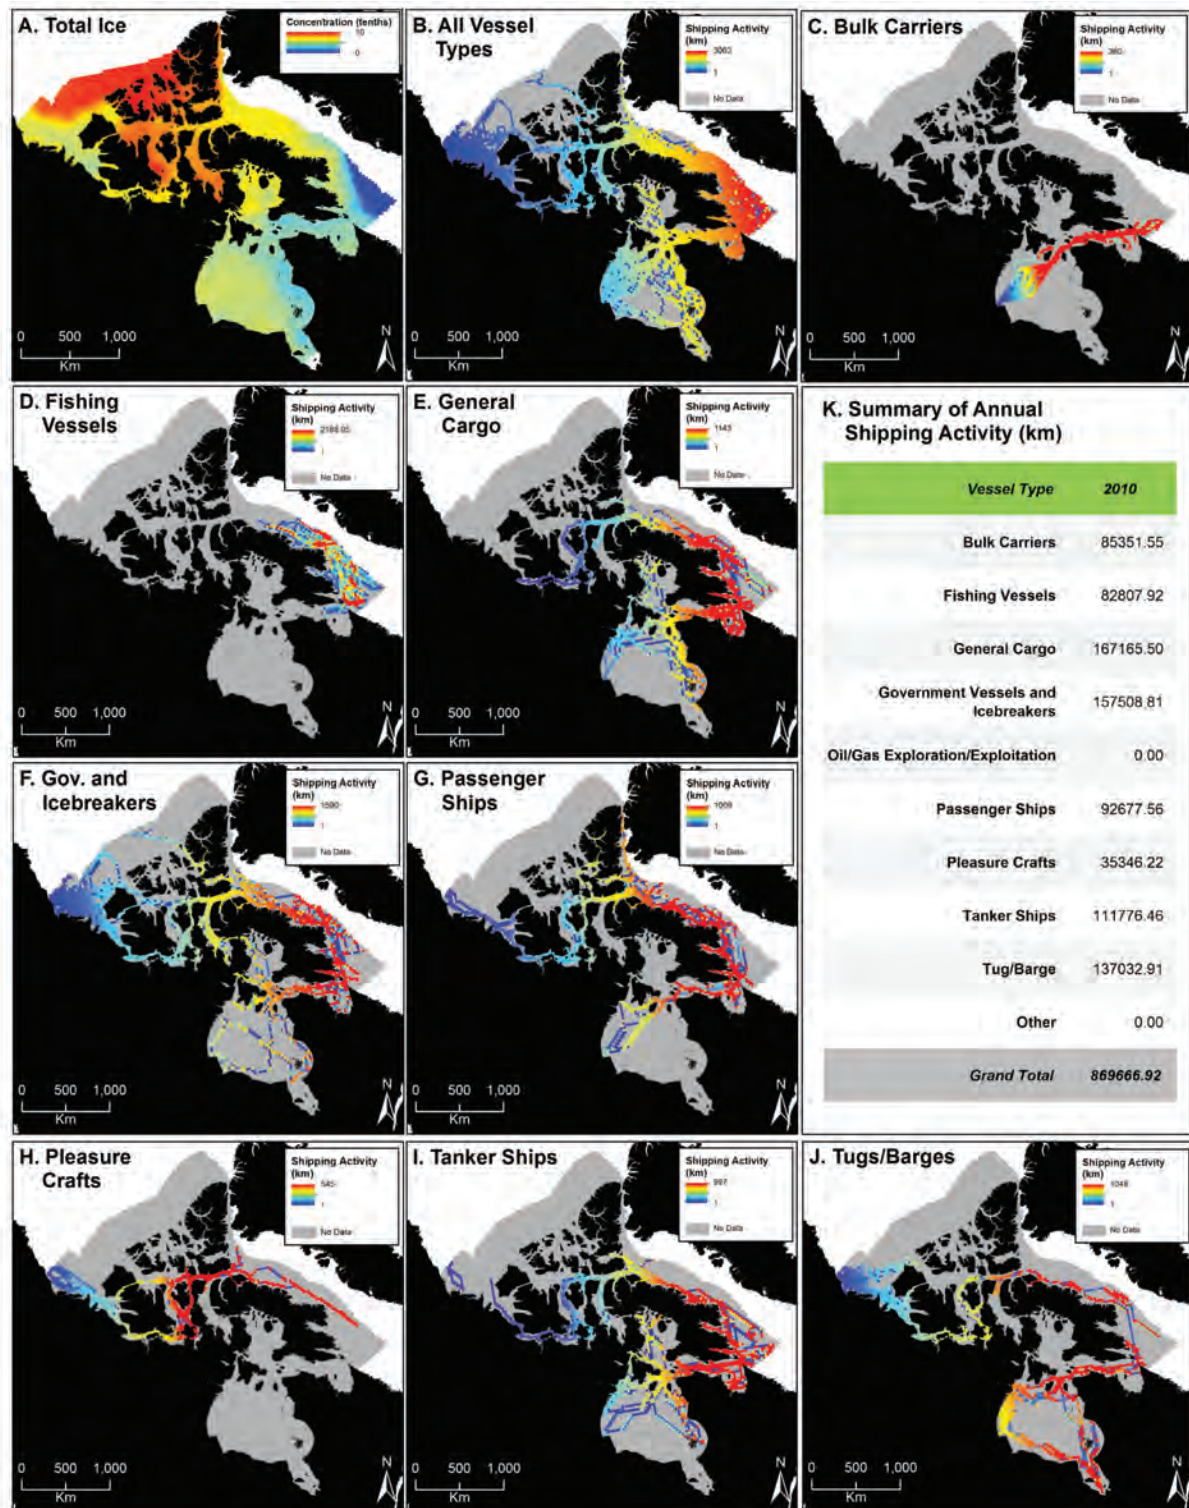 A. Total Ice
Concentration (tenths)
10
0
0 500 1,000
Km
N
B. All Vessel
Types
Shipping Activity
(km)
1
No Data
0 500 1,000
Km
N
C. Bulk Carriers
Shipping Activity
(km)
1
No Data
0 500 1,000
Km
N
D. Fishing
Vessels
Shipping Activity
(km)
1
No Data
0 500 1,000
Km
N
E. General
Cargo
Shipping Activity
(km)
1143
1
No Data
0 500 1,000
Km
N
K. Summary of Annual
Shipping Activity (km)
Vessel Type 2010
Bulk Carriers 85351.55
Fishing Vessels 82807.92
General Cargo 167165.50
Government Vessels and
Icebreakers 157508.81
Oil/Gas Exploration/Exploitation 0.00
Passenger Ships 92677.56
Pleasure Crafts 35346.22
Tanker Ships 111776.46
Tug/Barge 137032.91
Other 0.00
Grand Total 869666.92
F. Gov. and
Icebreakers
Shipping Activity
(km)
1
No Data
0 500 1,000
Km
N
G. Passenger
Ships
Shipping Activity
(km)
1
No Data
0 500 1,000
Km
N
H. Pleasure
Crafts
Shipping Activity
(km)
1
No Data
0 500 1,000
Km
N
I. Tanker Ships
Shipping Activity
(km)
1
No Data
0 500 1,000
Km
N
J. Tugs/Barges
Shipping Activity
(km)
1
No Data
0 500 1,000
Km
N